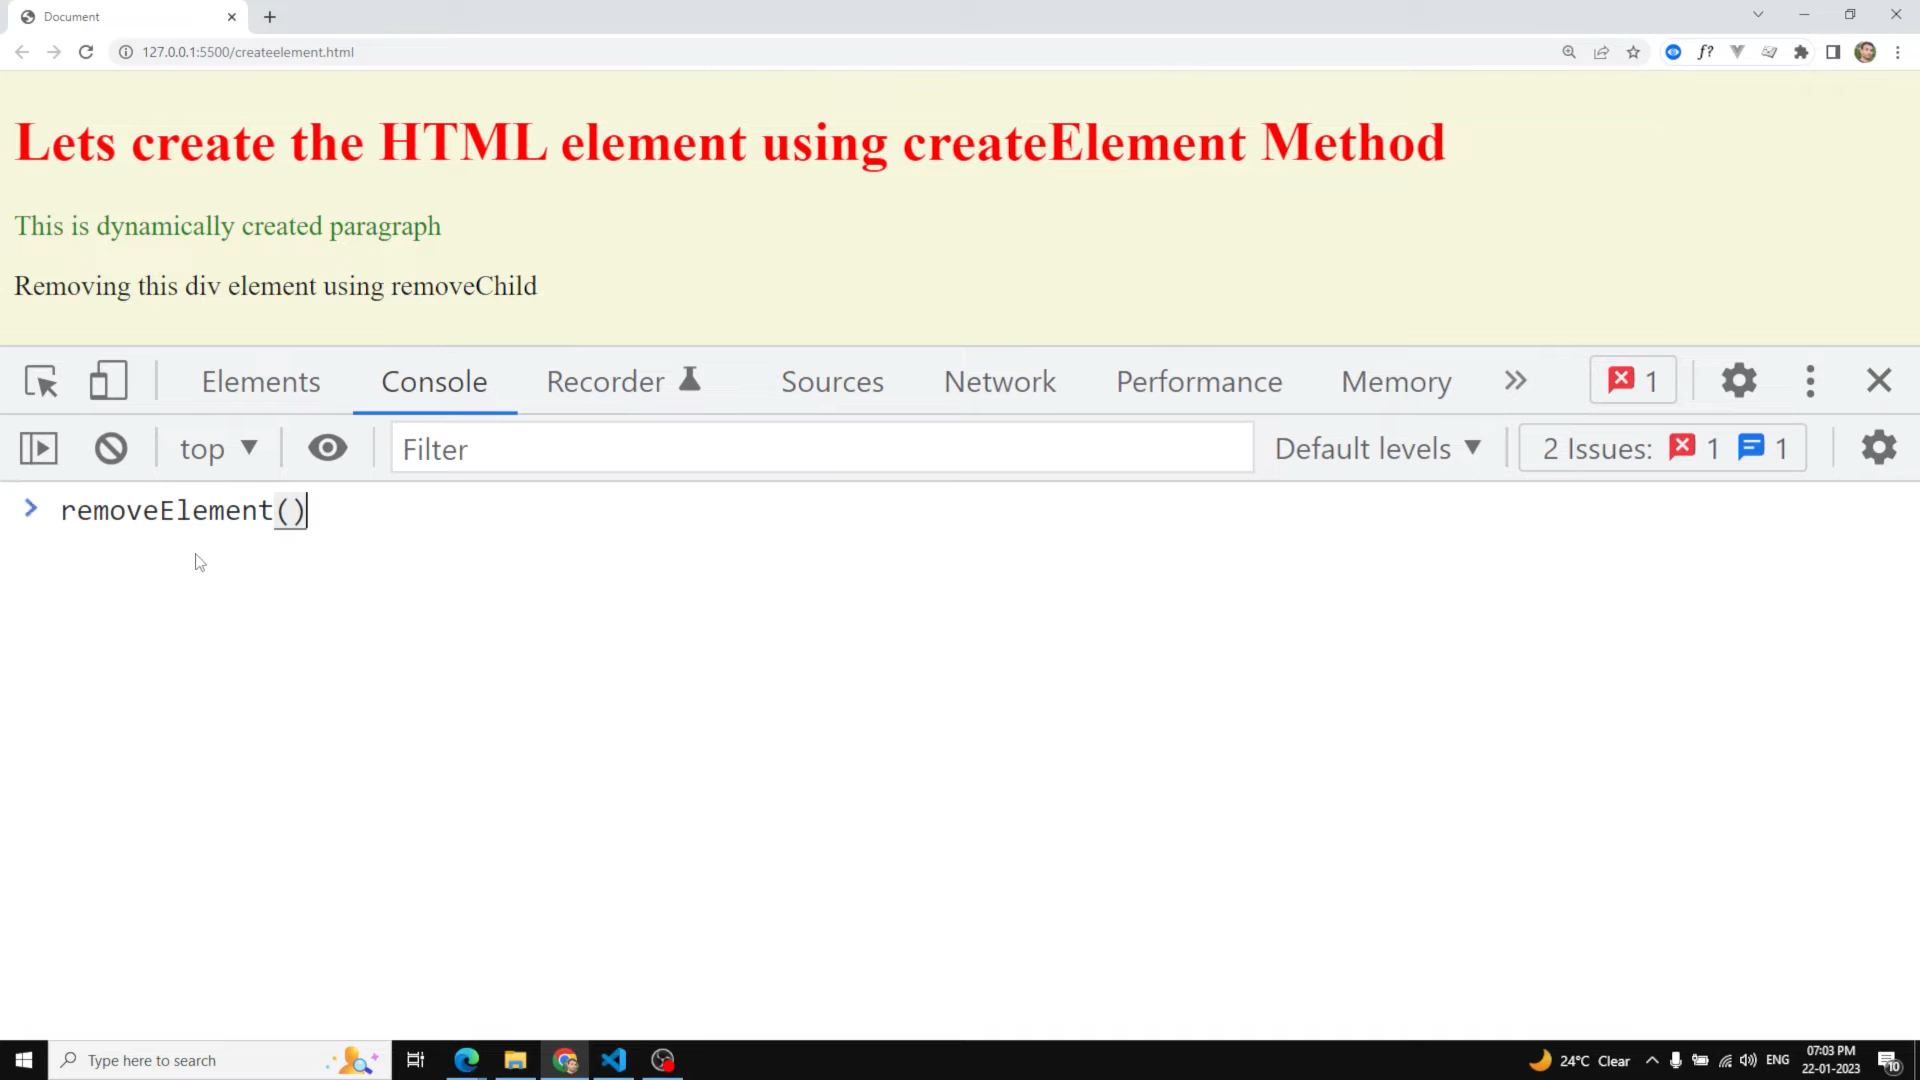 Document
127.0.0.1:5500/createelement.html
f?
Lets create the HTML element using createElement Method
This is dynamically created paragraph
Removing this div element using removeChild
Elements Console Recorder Sources Network Performance Memory » 1
top Filter Default levels 2 Issues: 1 1
> removeElement()
Type here to search
24°C Clear ENG 07:03 PM
22-01-2023 10